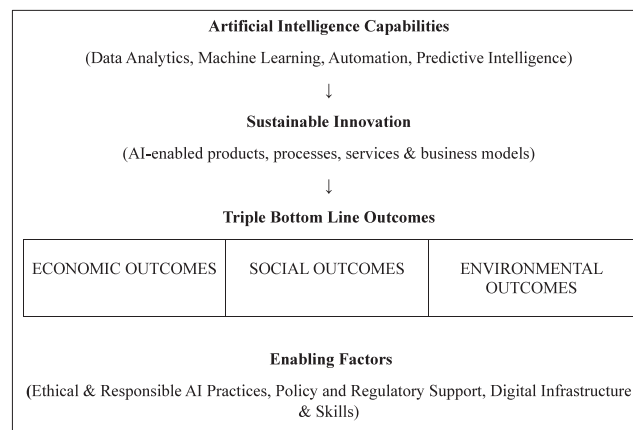 Artificial Intelligence Capabilities
(Data Analytics, Machine Learning, Automation, Predictive Intelligence)
↓
Sustainable Innovation
(AI-enabled products, processes, services & business models)
↓
Triple Bottom Line Outcomes
ECONOMIC OUTCOMES
SOCIAL OUTCOMES
ENVIRONMENTAL
OUTCOMES
Enabling Factors
(Ethical & Responsible AI Practices, Policy and Regulatory Support, Digital Infrastructure
& Skills)